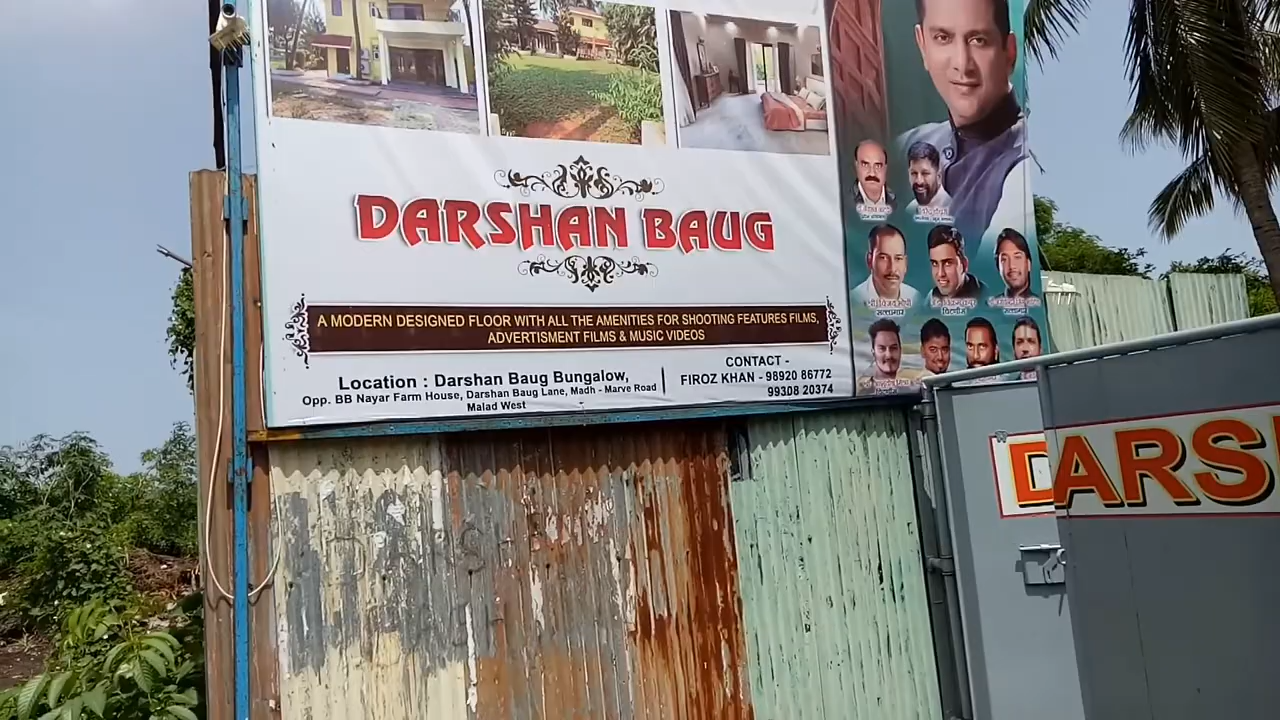 DARSHAN BAUG
A MODERN DESIGNED FLOOR WITH ALL THE AMENITIES FOR SHOOTING FEATURES FILMS,
ADVERTISMENT FILMS & MUSIC VIDEOS
Location : Darshan Baug Bungalow,
Opp. BB Nayar Farm House, Darshan Baug Lane, Madh - Marve Road
Malad West
CONTACT -
FIROZ KHAN - 98920 86772
99308 20374
DARS